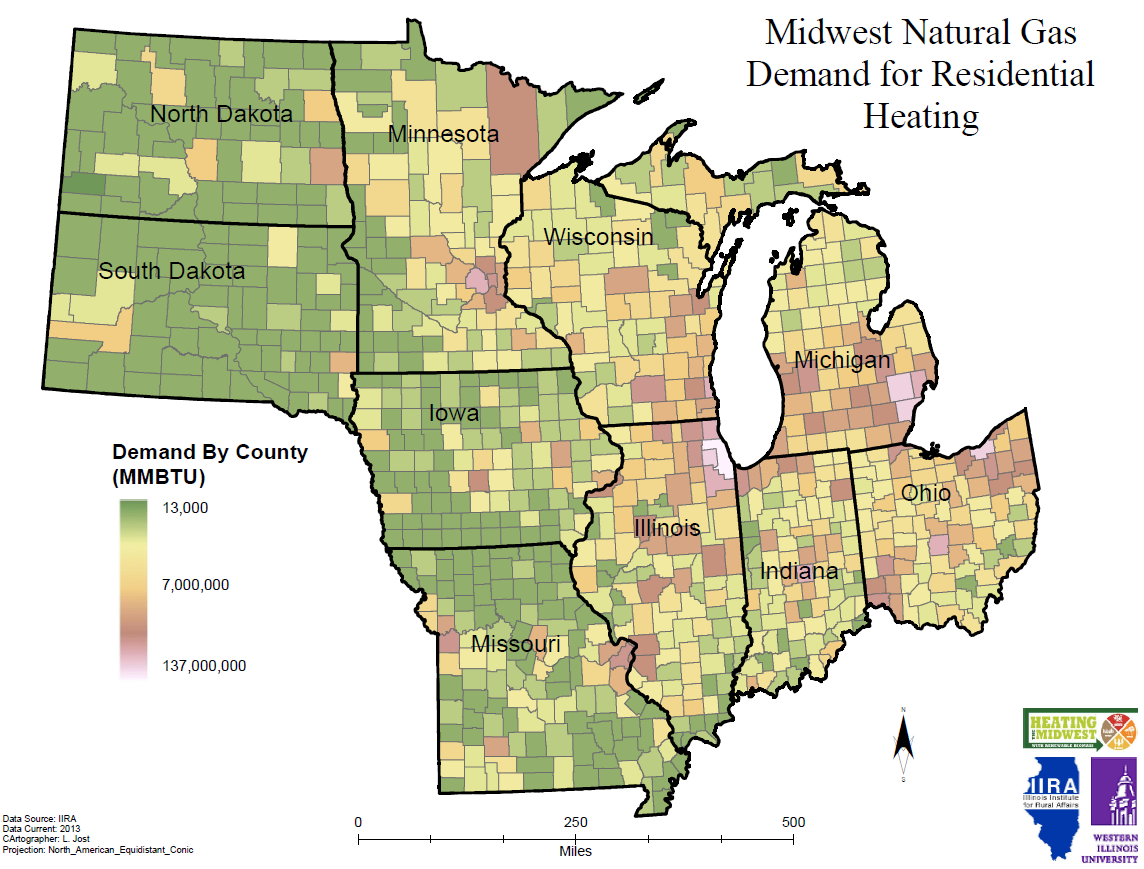 Midwest Natural Gas
Demand for Residential
Heating
North Dakota
Minnesota
Wisconsin
South Dakota
Michigan
Iowa
Ohio
Illinois
Indiana
Missouri
Demand By County
(MMBTU)
13,000
7,000,000
137,000,000
N
S
HEATING
THE MIDWEST
WITH RENEWABLE BIOMASS
IIRA
Illinois Institute
for Rural Affairs
WESTERN
ILLINOIS
UNIVERSITY
Data Source: IIRA
Data Current: 2013
CArtographer: L. Jost
Projection: North_American_Equidistant_Conic
0 250 500
Miles